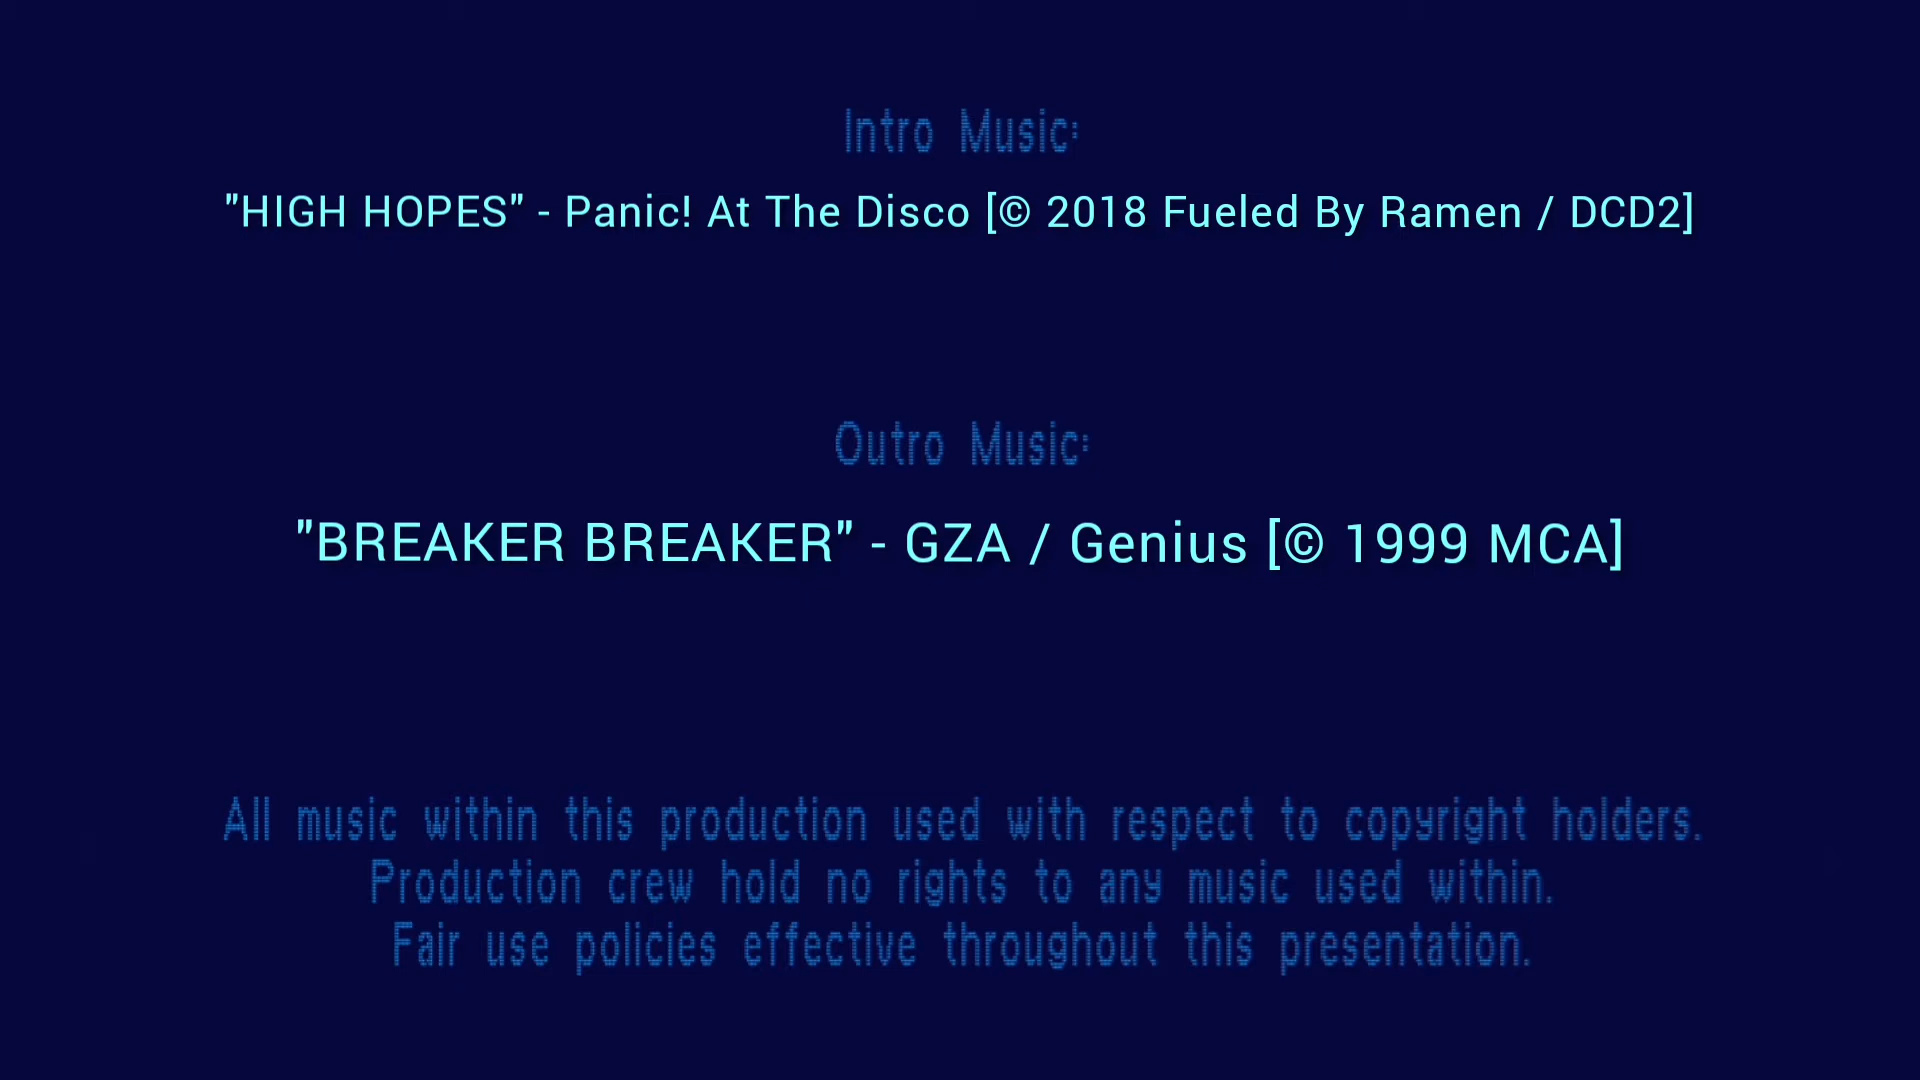 Intro Music:
"HIGH HOPES" - Panic! At The Disco [© 2018 Fueled By Ramen / DCD2]
Outro Music:
"BREAKER BREAKER" - GZA / Genius [© 1999 MCA]
All music within this production used with respect to copyright holders.
Production crew hold no rights to any music used within.
Fair use policies effective throughout this presentation.